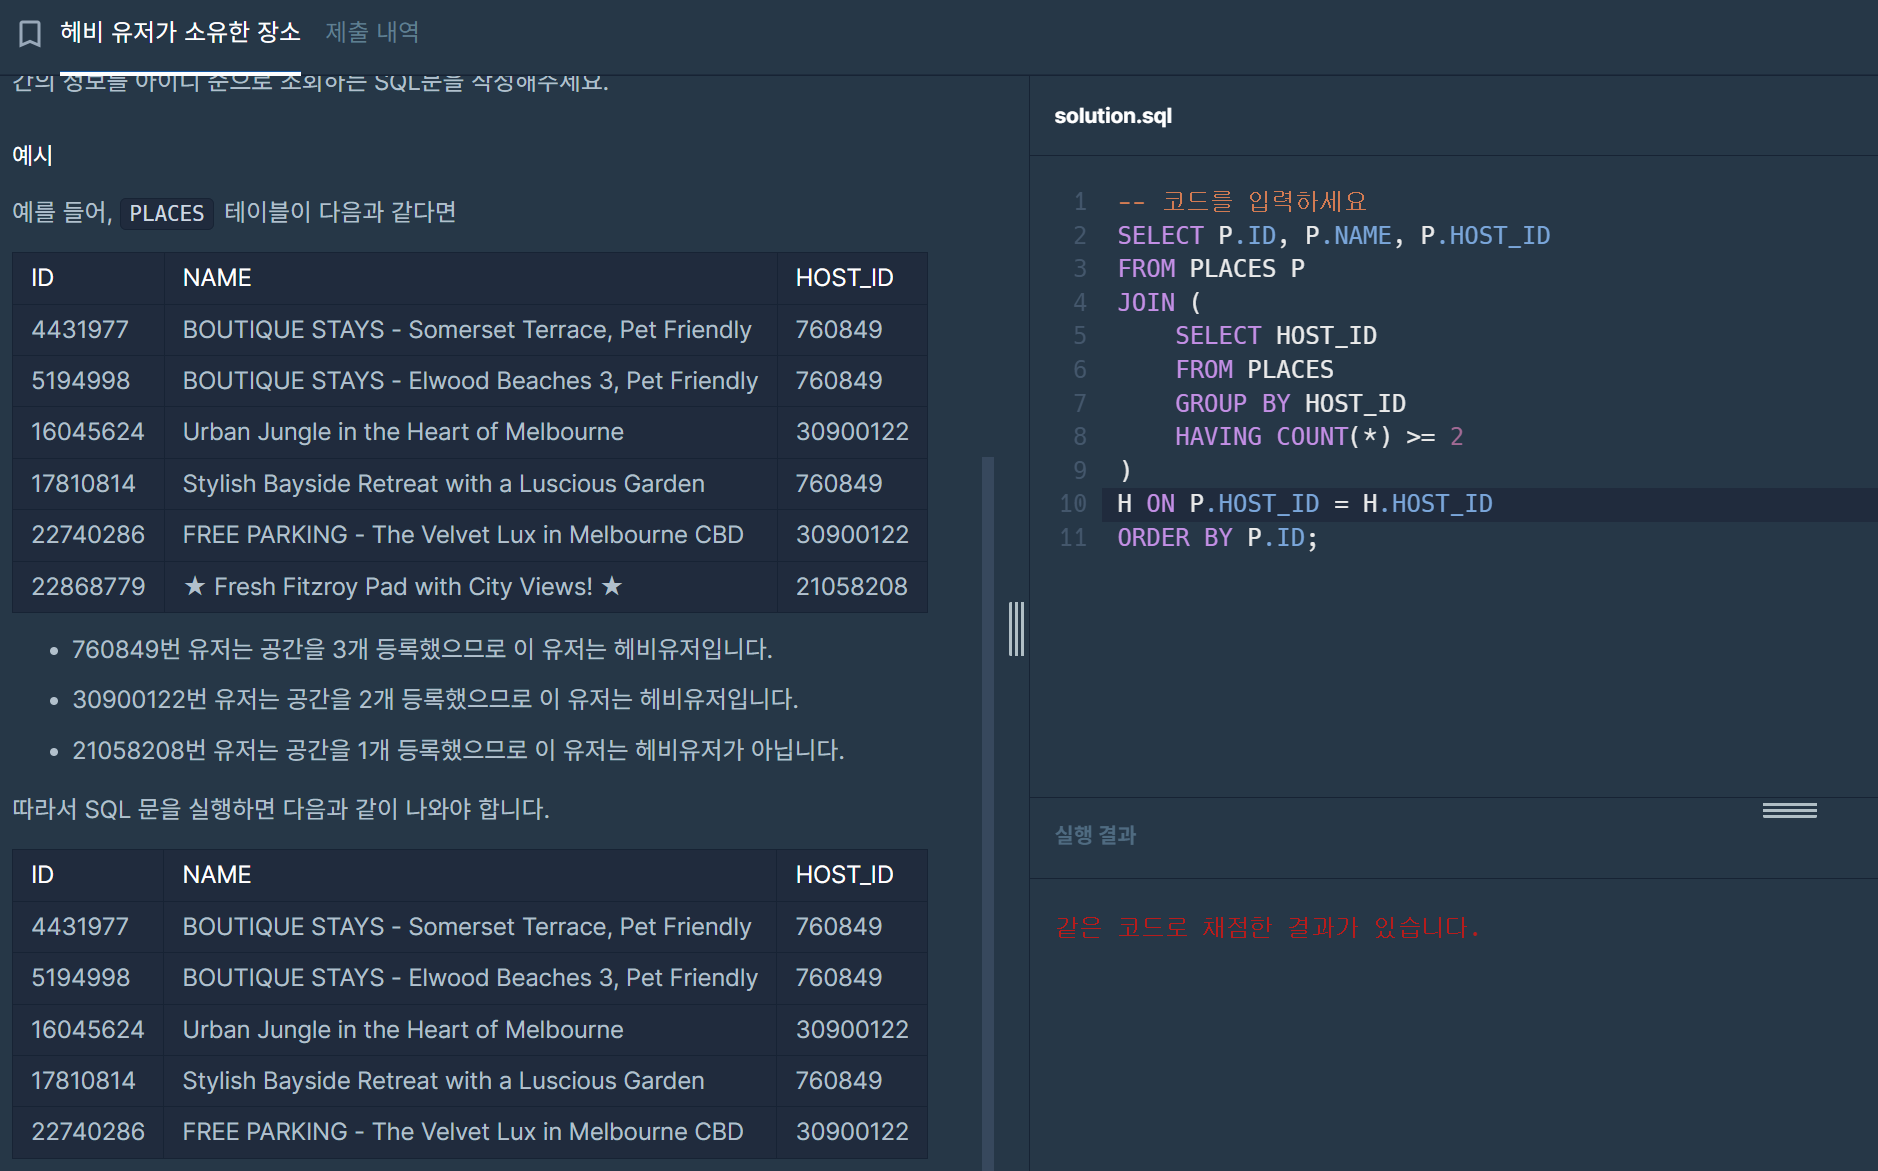 헤비 유저가 소유한 장소 제출 내역
간의 정보를 아이디 순으로 조회하는 SQL문을 작성해주세요.
예시
예를 들어, PLACES 테이블이 다음과 같다면
ID NAME HOST_ID
4431977 BOUTIQUE STAYS - Somerset Terrace, Pet Friendly 760849
5194998 BOUTIQUE STAYS - Elwood Beaches 3, Pet Friendly 760849
16045624 Urban Jungle in the Heart of Melbourne 30900122
17810814 Stylish Bayside Retreat with a Luscious Garden 760849
22740286 FREE PARKING - The Velvet Lux in Melbourne CBD 30900122
22868779 ★ Fresh Fitzroy Pad with City Views! ★ 21058208
• 760849번 유저는 공간을 3개 등록했으므로 이 유저는 헤비유저입니다.
• 30900122번 유저는 공간을 2개 등록했으므로 이 유저는 헤비유저입니다.
• 21058208번 유저는 공간을 1개 등록했으므로 이 유저는 헤비유저가 아닙니다.
따라서 SQL 문을 실행하면 다음과 같이 나와야 합니다.
ID NAME HOST_ID
4431977 BOUTIQUE STAYS - Somerset Terrace, Pet Friendly 760849
5194998 BOUTIQUE STAYS - Elwood Beaches 3, Pet Friendly 760849
16045624 Urban Jungle in the Heart of Melbourne 30900122
17810814 Stylish Bayside Retreat with a Luscious Garden 760849
22740286 FREE PARKING - The Velvet Lux in Melbourne CBD 30900122
solution.sql
1 -- 코드를 입력하세요
2 SELECT P.ID, P.NAME, P.HOST_ID
3 FROM PLACES P
4 JOIN (
5 SELECT HOST_ID
6 FROM PLACES
7 GROUP BY HOST_ID
8 HAVING COUNT(*) >= 2
9 )
10 H ON P.HOST_ID = H.HOST_ID
11 ORDER BY P.ID;
실행 결과
같은 코드로 채점한 결과가 있습니다.